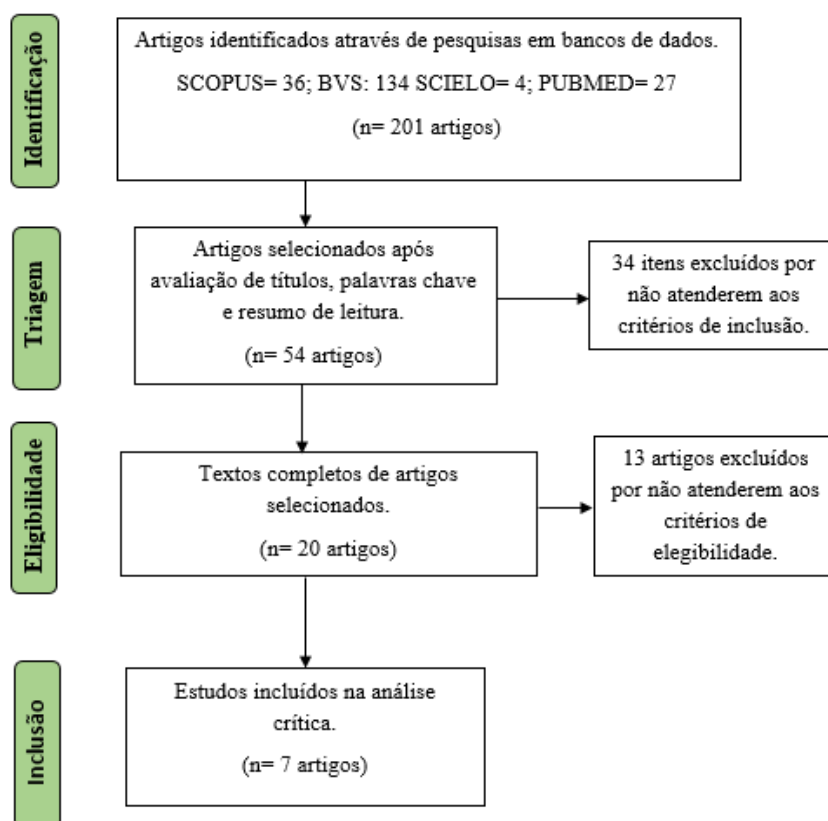 Identificação
Artigos identificados através de pesquisas em bancos de dados.
SCOPUS= 36; BVS: 134 SCIELO= 4; PUBMED= 27
(n= 201 artigos)
Triagem
Artigos selecionados após
avaliação de títulos, palavras chave
e resumo de leitura.
(n= 54 artigos)
34 itens excluídos por
não atenderem aos
critérios de inclusão.
Eligibilidade
Textos completos de artigos
selecionados.
(n= 20 artigos)
13 artigos excluídos
por não atenderem aos
critérios de
elegibilidade.
Inclusão
Estudos incluídos na análise
crítica.
(n= 7 artigos)